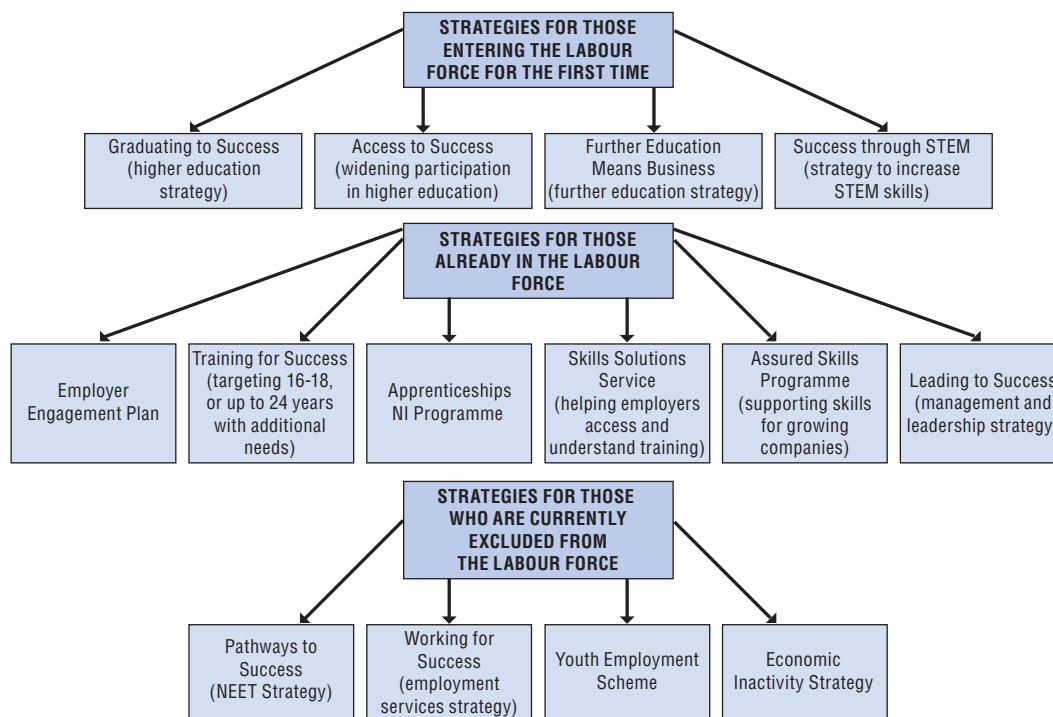 STRATEGIES FOR THOSE
ENTERING THE LABOUR
FORCE FOR THE FIRST TIME
Graduating to Success
(higher education
strategy)
Access to Success
(widening participation
in higher education)
Further Education
Means Business
(further education strategy)
Success through STEM
(strategy to increase
STEM skills)
STRATEGIES FOR THOSE
ALREADY IN THE LABOUR
FORCE
Employer
Engagement Plan
Training for Success
(targeting 16-18,
or up to 24 years
with additional
needs)
Apprenticeships
NI Programme
Skills Solutions
Service
(helping employers
access and
understand training)
Assured Skills
Programme
(supporting skills
for growing
companies)
Leading to Success
(management and
leadership strategy)
STRATEGIES FOR THOSE
WHO ARE CURRENTLY
EXCLUDED FROM
THE LABOUR FORCE
Pathways to
Success
(NEET Strategy)
Working for
Success
(employment
services strategy)
Youth Employment
Scheme
Economic
Inactivity Strategy